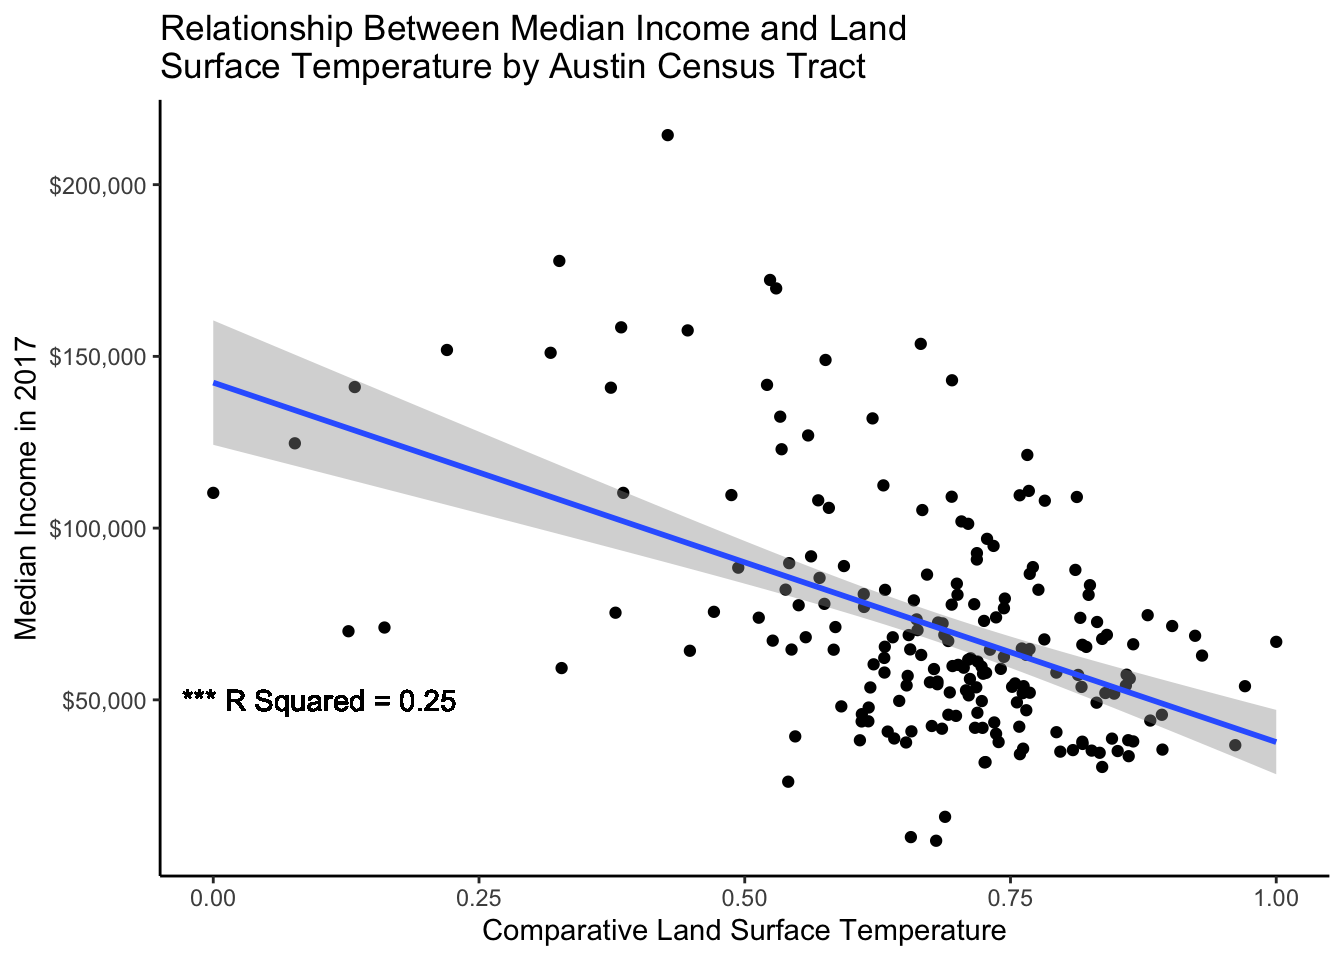 Relationship Between Median Income and Land
Surface Temperature by Austin Census Tract
Median Income in 2017
$200,000
$150,000
$100,000
$50,000
*** R Squared = 0.25
0.00
0.25
0.50
0.75
1.00
Comparative Land Surface Temperature